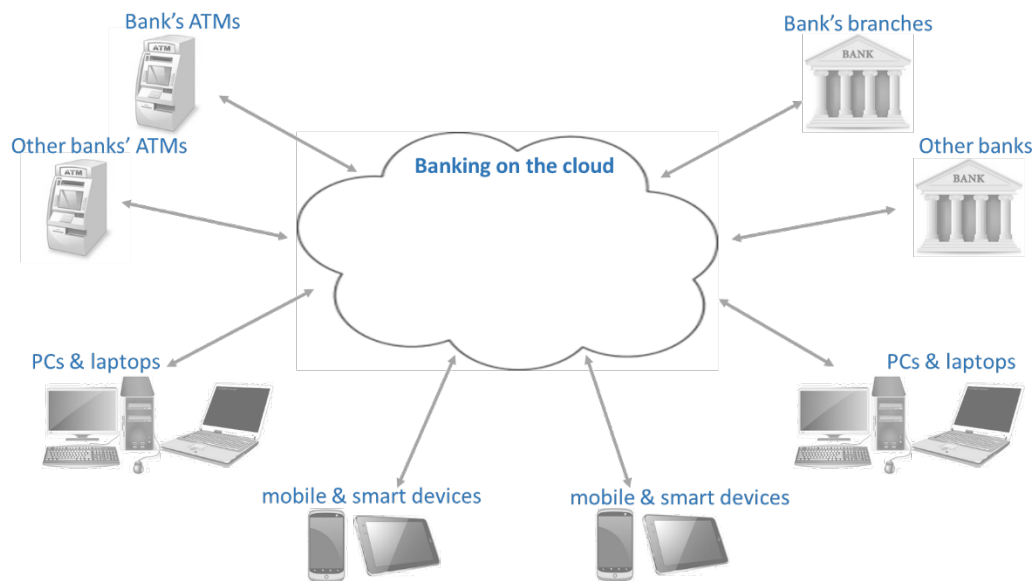 Bank's ATMs
ATM
Bank's branches
BANK
Other banks' ATMs
ATM
Banking on the cloud
Other banks
BANK
PCs & laptops
PCs & laptops
mobile & smart devices
mobile & smart devices